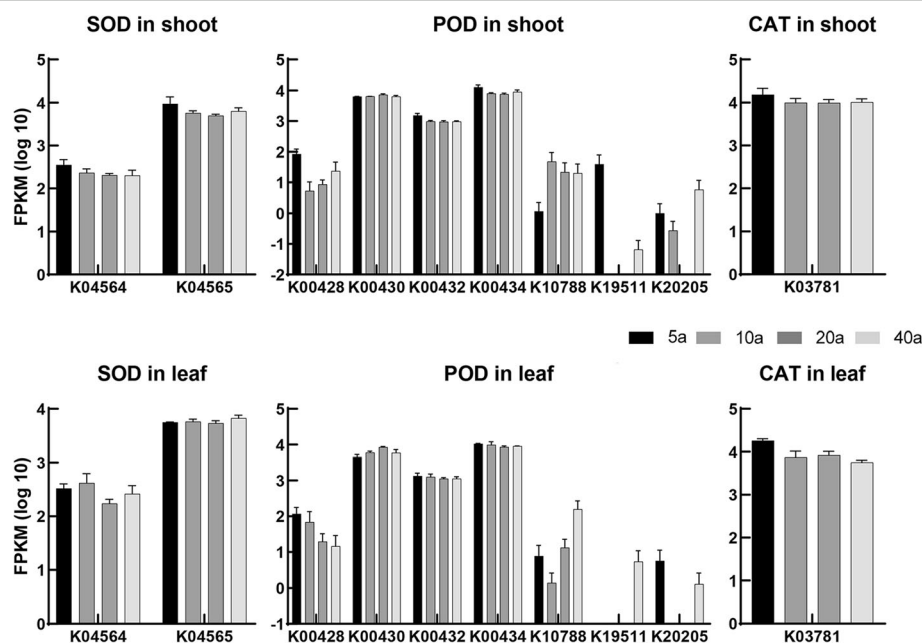 SOD in shoot
POD in shoot
CAT in shoot
FPKM (log 10)
5
4
3
2
1
0
K04564 K04565
5
4
3
2
1
0
-1
-2
K00428 K00430 K00432 K00434 K10788 K19511 K20205
5
4
3
2
1
0
K03781
5a 10a 20a 40a
SOD in leaf
POD in leaf
CAT in leaf
FPKM (log 10)
4
3
2
1
0
K04564 K04565
5
4
3
2
1
0
-1
K00428 K00430 K00432 K00434 K10788 K19511 K20205
5
4
3
2
1
0
K03781